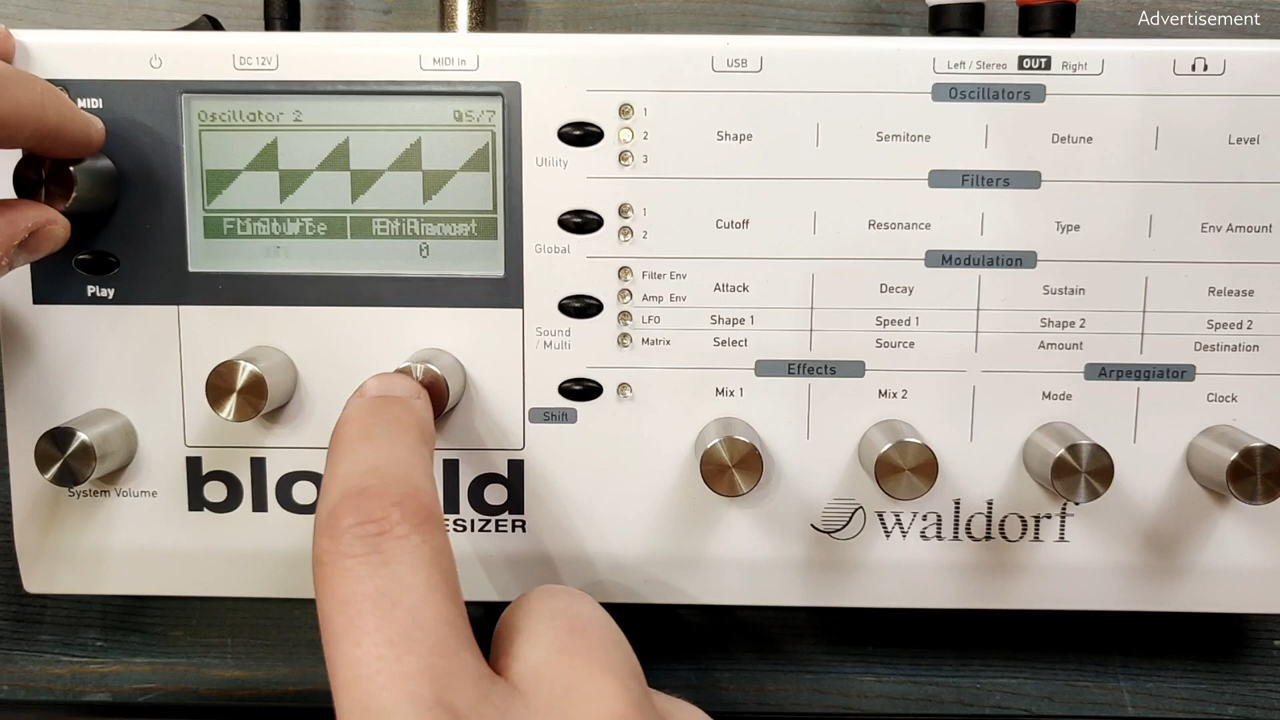 Advertisement
DC 12V
MIDI In
USB
Left / Stereo OUT Right
MIDI
Oscillators
Oscillator 2
1
2
3
Shape
Semitone
Detune
Level
Utility
Filters
1
2
Cutoff
Resonance
Type
Env Amount
0
Global
Modulation
Filter Env
Amp Env
LFO
Matrix
Attack
Decay
Sustain
Release
Shape 1
Speed 1
Shape 2
Speed 2
Select
Source
Amount
Destination
Play
Sound
/ Multi
Effects
Arpeggiator
Mix 1
Mix 2
Mode
Clock
Shift
System Volume
waldorf